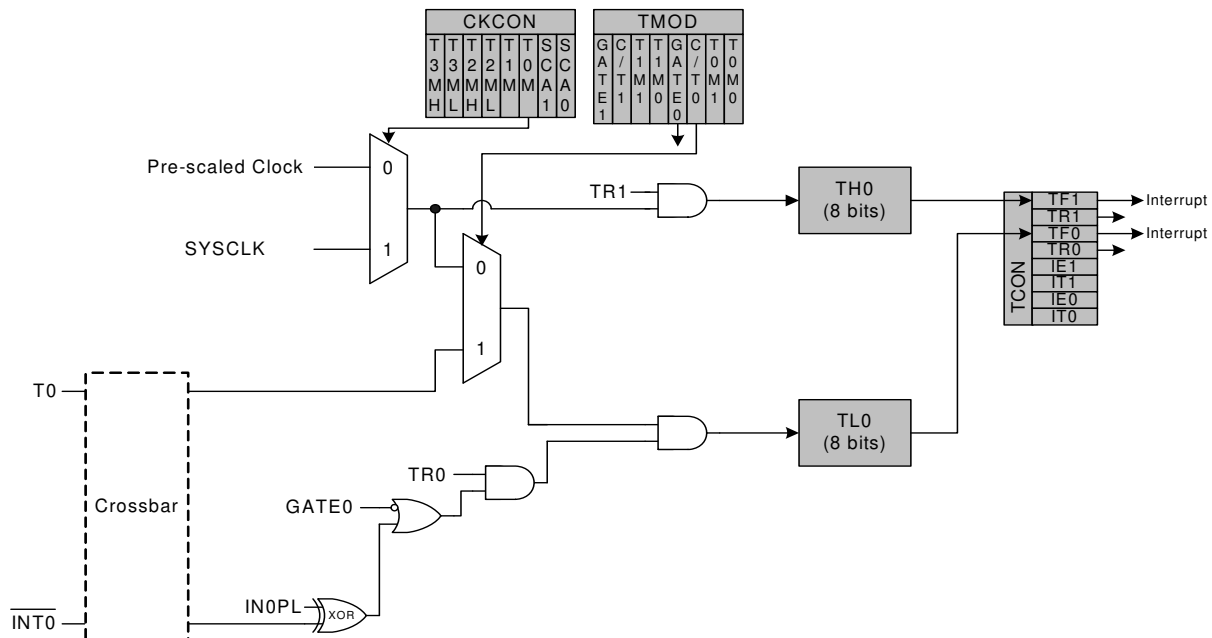 CKCON
T3MH T3ML T2MH T2ML T1M T0M SCA1 SCA0
TMOD
GATE1 C/T1 T1M1 T1M0 GATE0 C/T0 T0M1 T0M0
Pre-scaled Clock
0
SYSCLK
1
TR1
TH0
(8 bits)
TCON
TF1
TR1
TF0
TR0
IE1
IT1
IE0
IT0
Interrupt
Interrupt
0
1
T0
Crossbar
TL0
(8 bits)
TR0
GATE0
IN0PL
XOR
INT0